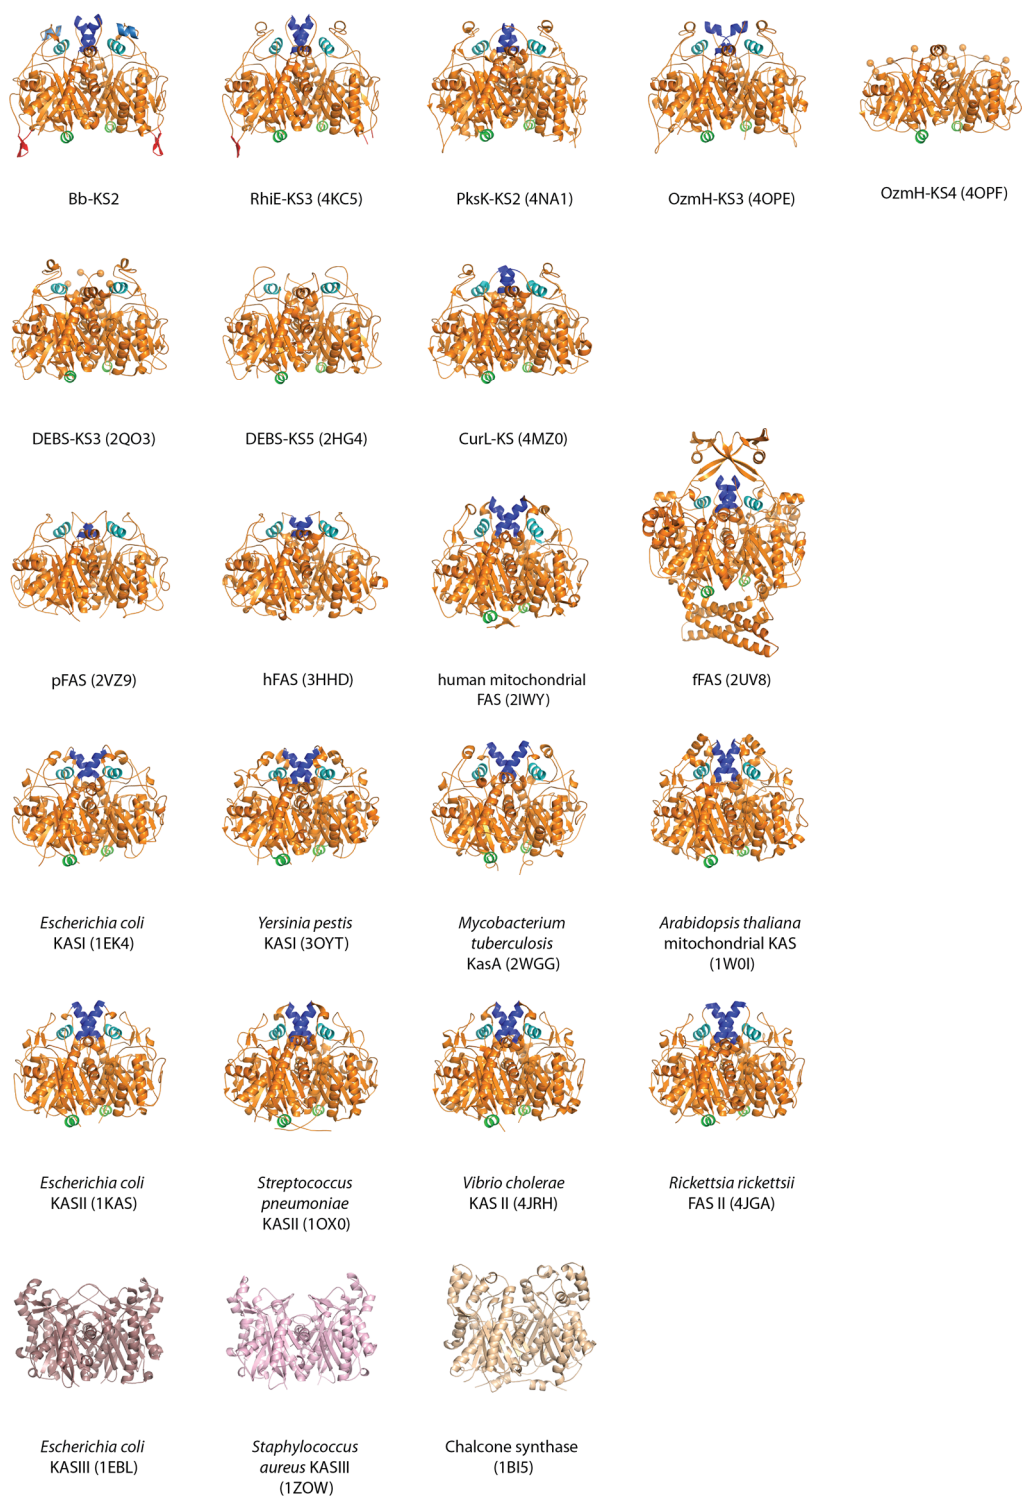 Bb-KS2
RhiE-KS3 (4KC5)
PksK-KS2 (4NA1)
OzmH-KS3 (4OPE)
OzmH-KS4 (4OPF)
DEBS-KS3 (2QO3)
DEBS-KS5 (2HG4)
CurL-KS (4MZ0)
pFAS (2VZ9)
hFAS (3HHD)
human mitochondrial
FAS (2IWY)
fFAS (2UV8)
Escherichia coli
KASI (1EK4)
Yersinia pestis
KASI (3OYT)
Mycobacterium
tuberculosis
KasA (2WGG)
Arabidopsis thaliana
mitochondrial KAS
(1W0I)
Escherichia coli
KASII (1KAS)
Streptococcus
pneumoniae
KASII (1OX0)
Vibrio cholerae
KAS II (4JRH)
Rickettsia rickettsii
FAS II (4JGA)
Escherichia coli
KASIII (1EBL)
Staphylococcus
aureus KASIII
(1ZOW)
Chalcone synthase
(1BI5)